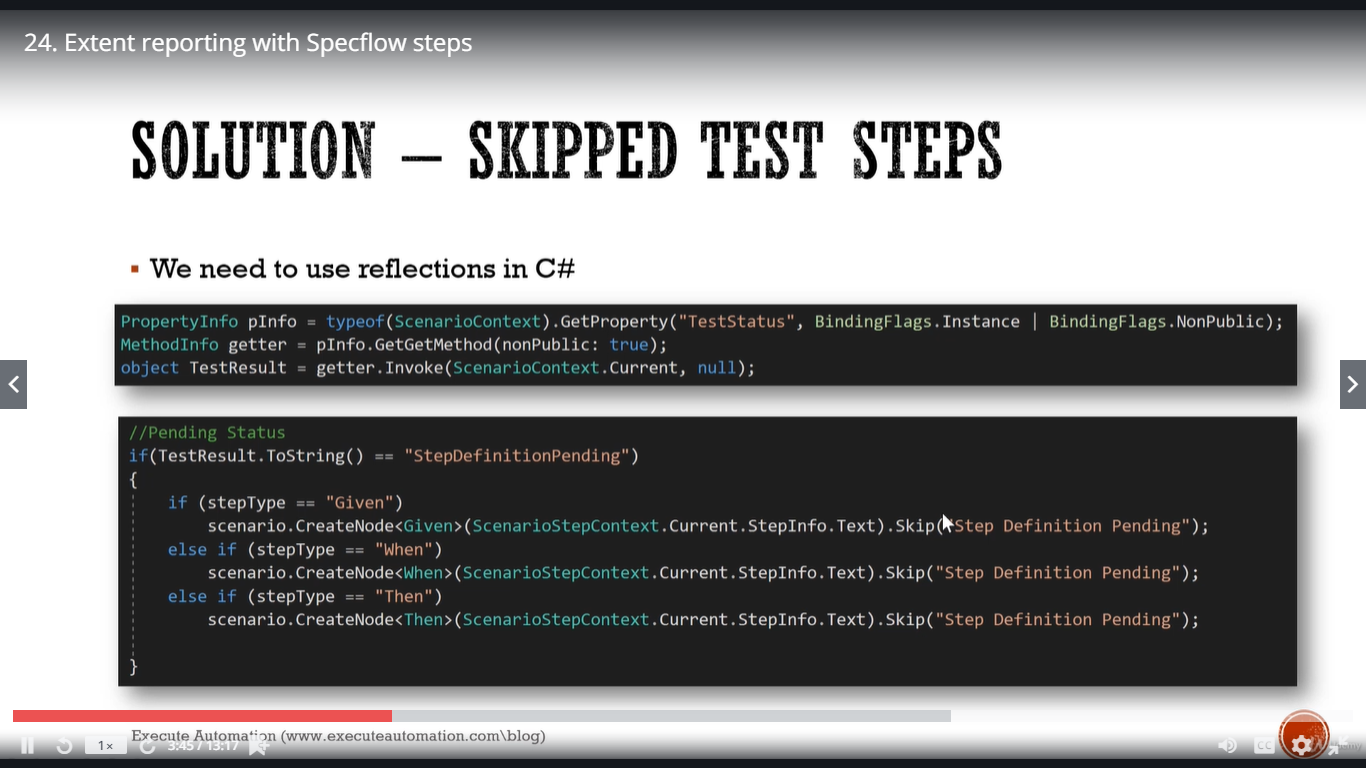 24. Extent reporting with Specflow steps
SOLUTION – SKIPPED TEST STEPS
▪ We need to use reflections in C#
PropertyInfo pInfo = typeof(ScenarioContext).GetProperty("TestStatus", BindingFlags.Instance | BindingFlags.NonPublic);
MethodInfo getter = pInfo.GetGetMethod(nonPublic: true);
object TestResult = getter.Invoke(ScenarioContext.Current, null);
//Pending Status
if(TestResult.ToString() == "StepDefinitionPending")
{
if (stepType == "Given")
scenario.CreateNode<Given>(ScenarioStepContext.Current.StepInfo.Text).Skip("Step Definition Pending");
else if (stepType == "When")
scenario.CreateNode<When>(ScenarioStepContext.Current.StepInfo.Text).Skip("Step Definition Pending");
else if (stepType == "Then")
scenario.CreateNode<Then>(ScenarioStepContext.Current.StepInfo.Text).Skip("Step Definition Pending");
}
Execute Automation (www.executeautomation.com\blog)
1× 3:45 / 13:17 CC